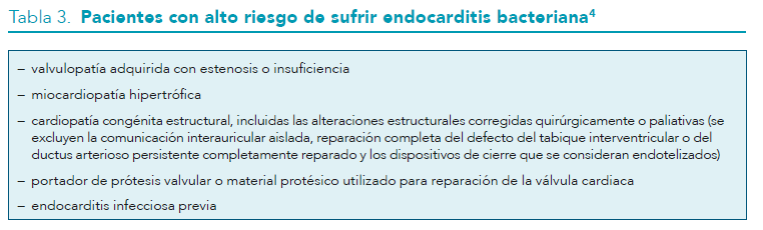 Tabla 3. Pacientes con alto riesgo de sufrir endocarditis bacteriana⁴
– valvulopatía adquirida con estenosis o insuficiencia
– miocardiopatía hipertrófica
– cardiopatía congénita estructural, incluidas las alteraciones estructurales corregidas quirúrgicamente o paliativas (se
excluyen la comunicación interauricular aislada, reparación completa del defecto del tabique interventricular o del
ductus arterioso persistente completamente reparado y los dispositivos de cierre que se consideran endotelizados)
– portador de prótesis valvular o material protésico utilizado para reparación de la válvula cardiaca
– endocarditis infecciosa previa